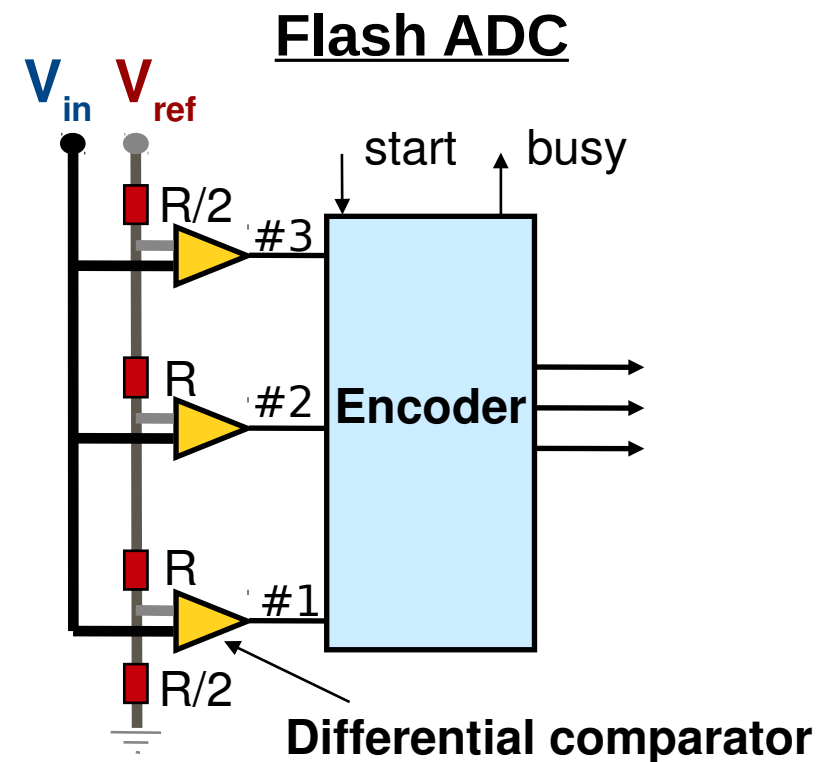 Flash ADC
Vin Vref
start busy
R/2
#3
R
#2
Encoder
R
#1
R/2
Differential comparator